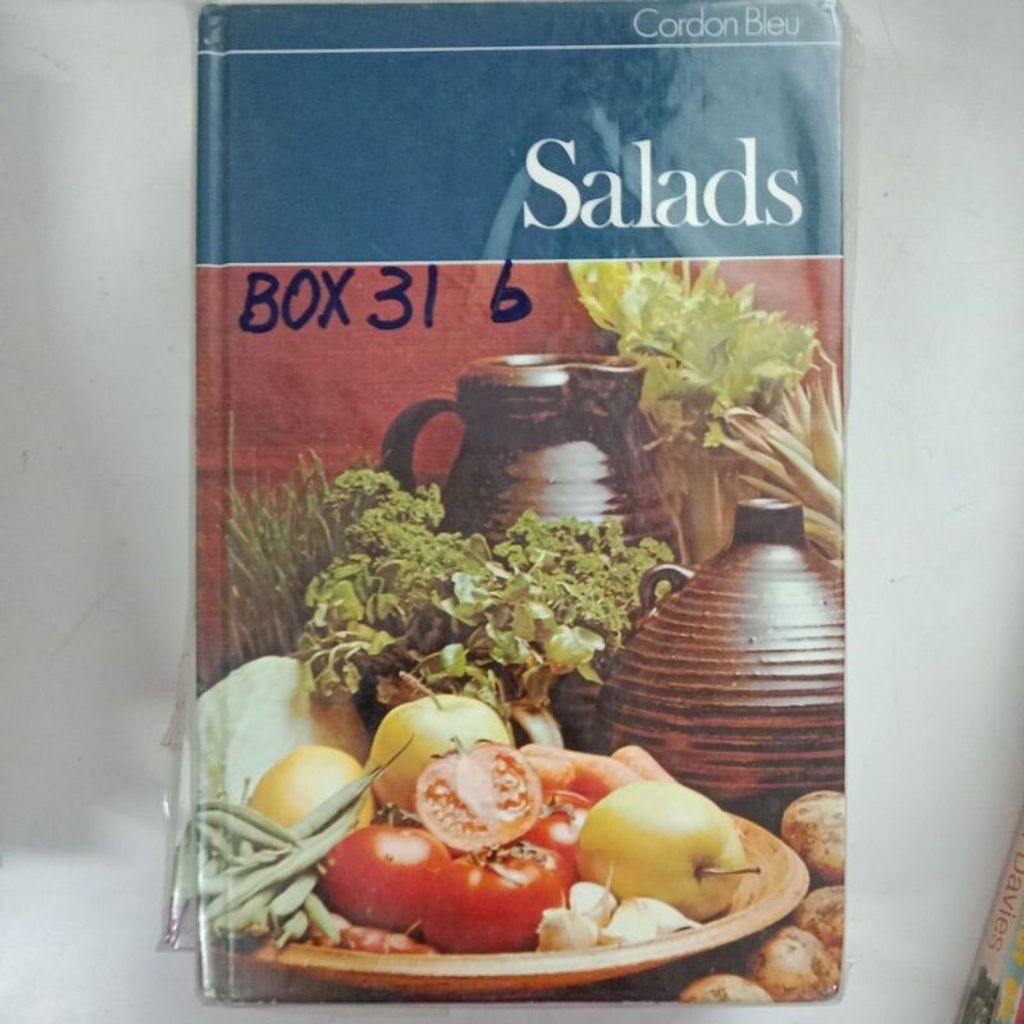 Cordon Bleu
Salads
BOX 31 6
Davies